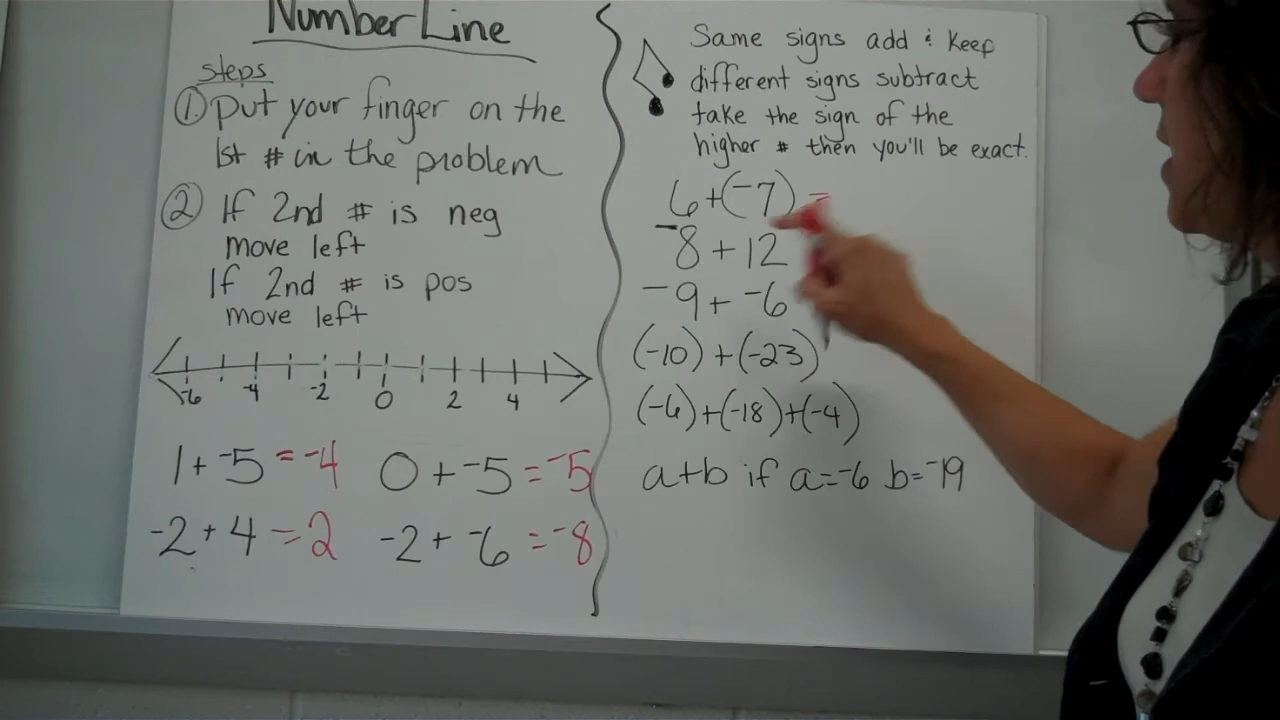 Number Line
Steps
① Put your finger on the
1st # in the problem
② If 2nd # is neg
move left
If 2nd # is pos
move left
-6 -4 -2 0 2 4
1 + -5 = -4
0 + -5 = -5
-2 + 4 = 2
-2 + -6 = -8
Same signs add & Keep
different signs subtract
take the sign of the
higher # then you'll be exact.
6 + (-7) =
-8 + 12
-9 + -6
(-10) + (-23)
(-6) + (-18) + (-4)
a+b if a = -6 b = -19